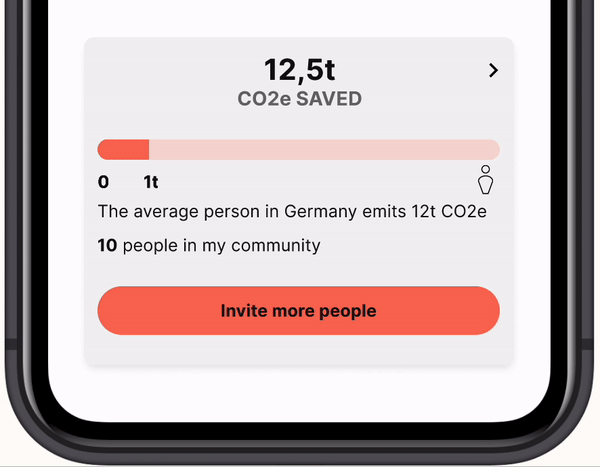 12,5t
CO2e SAVED
0 1t
The average person in Germany emits 12t CO2e
10 people in my community
Invite more people